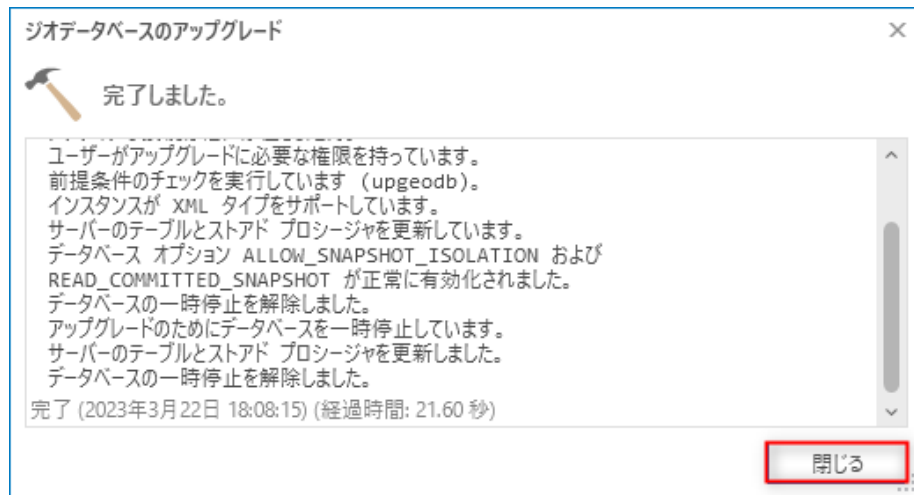 ジオデータベースのアップグレード
完了しました。
ユーザーがアップグレードに必要な権限を持っています。
前提条件のチェックを実行しています (upgeodb)。
インスタンスが XML タイプをサポートしています。
サーバーのテーブルとストアド プロシージャを更新しています。
データベース オプション ALLOW_SNAPSHOT_ISOLATION および
READ_COMMITTED_SNAPSHOT が正常に有効化されました。
データベースの一時停止を解除しました。
アップグレードのためにデータベースを一時停止しています。
サーバーのテーブルとストアド プロシージャを更新しました。
データベースの一時停止を解除しました。
完了 (2023年3月22日 18:08:15) (経過時間: 21.60 秒)
閉じる